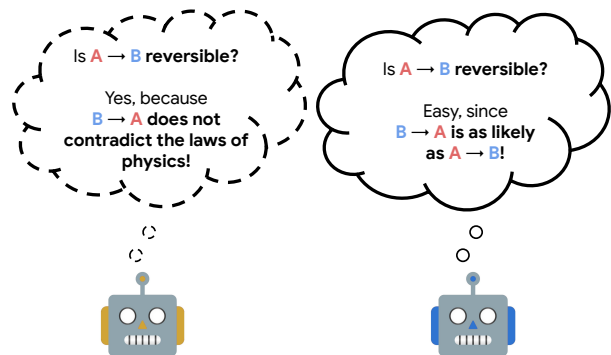 Is A → B reversible?
Yes, because
B → A does not
contradict the laws of
physics!
Is A → B reversible?
Easy, since
B → A is as likely
as A → B!